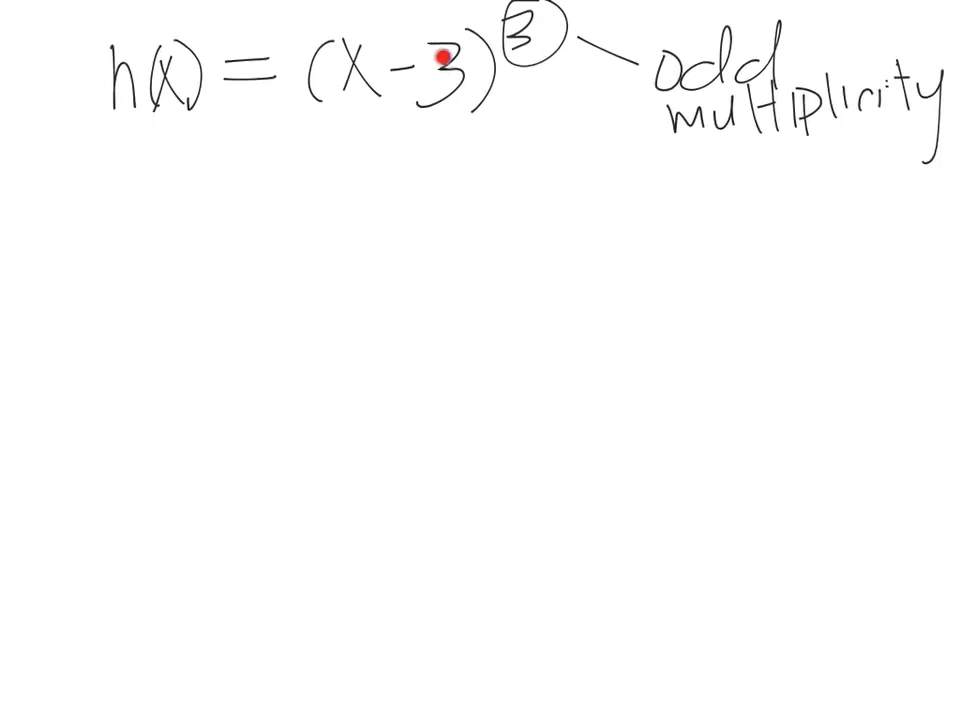 h(x) = (x-3)³ — odd
multiplicity